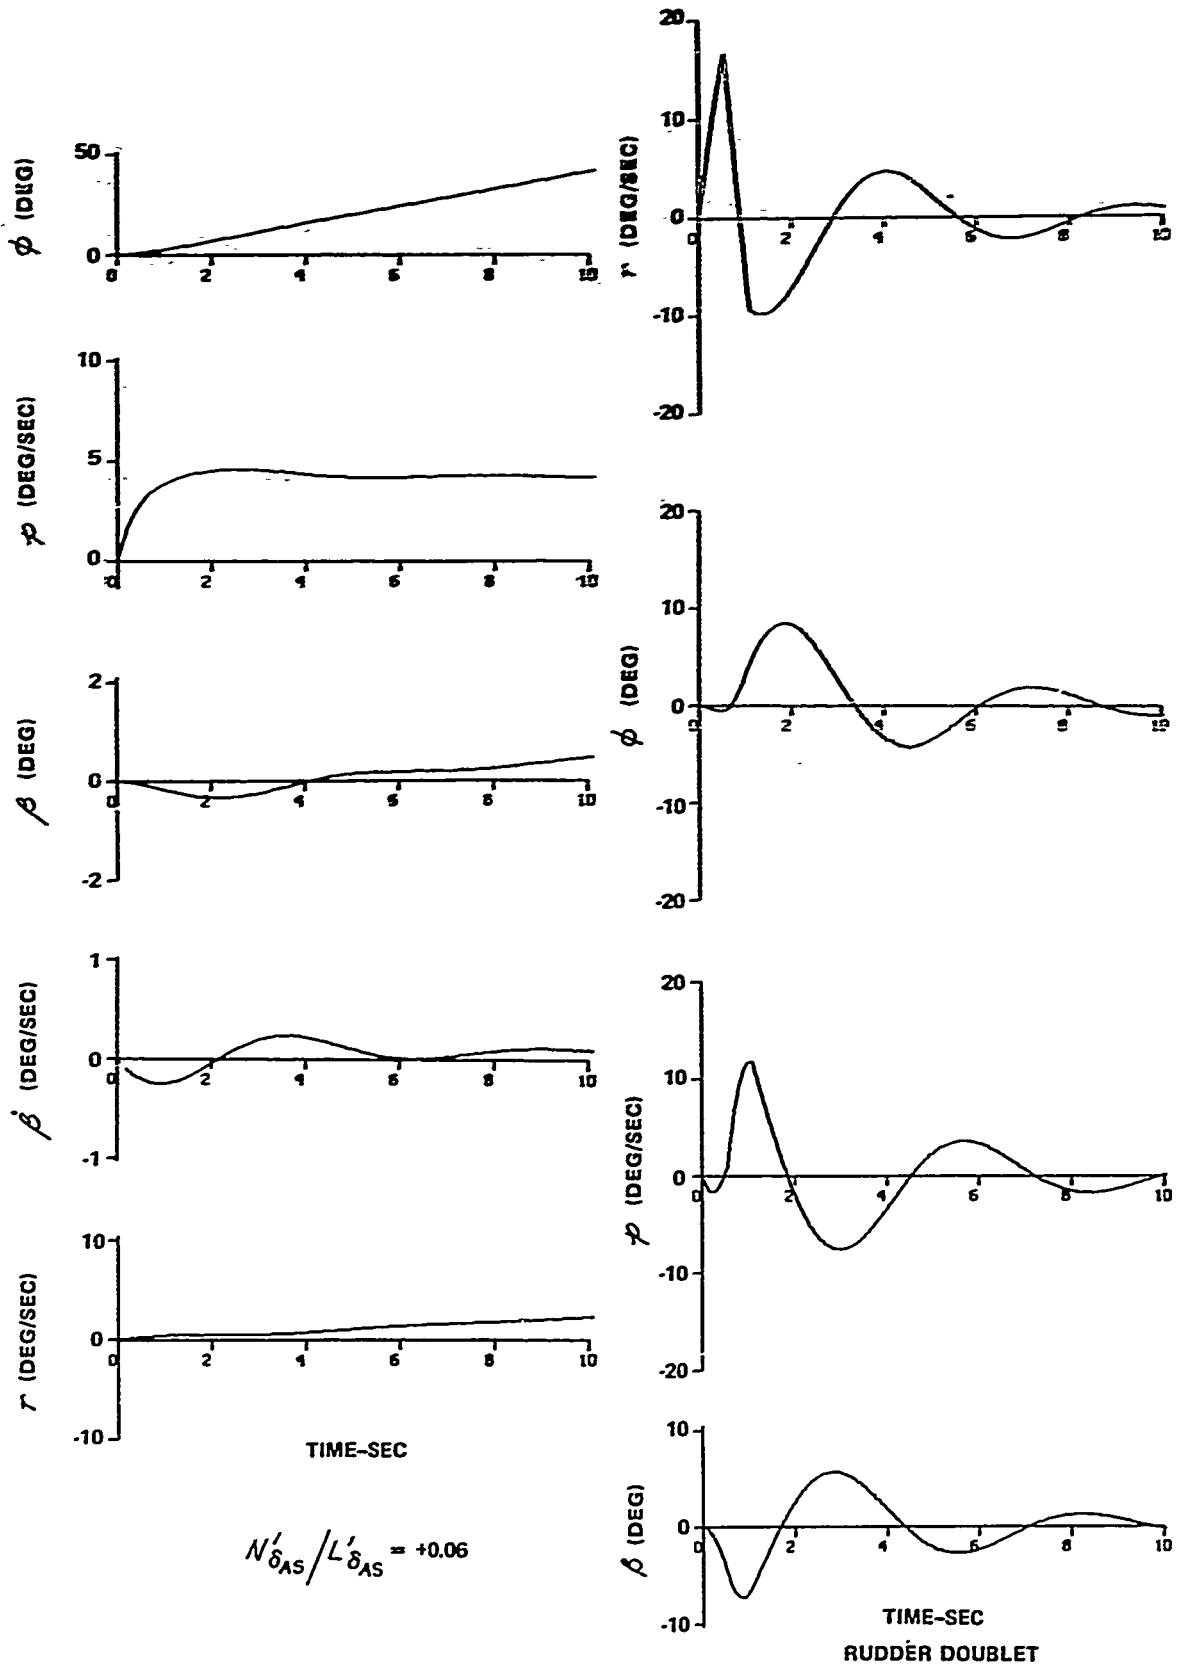 50
φ (DEG)
0
0 2 4 6 8 10
10
p (DEG/SEC)
5
0
0 2 4 6 8 10
2
β (DEG)
0
0 2 4 6 8 10
-2
1
β̇ (DEG/SEC)
0
0 2 4 6 8 10
-1
10
r (DEG/SEC)
0
0 2 4 6 8 10
-10
TIME-SEC
N'δAS/L'δAS = +0.06
20
10
r (DEG/SEC)
0
0 2 4 6 8 10
-10
-20
20
10
φ (DEG)
0
0 2 4 6 8 10
-10
-20
20
10
p (DEG/SEC)
0
0 2 4 6 8 10
-10
-20
10
β (DEG)
0
0 2 4 6 8 10
-10
TIME-SEC
RUDDER DOUBLET